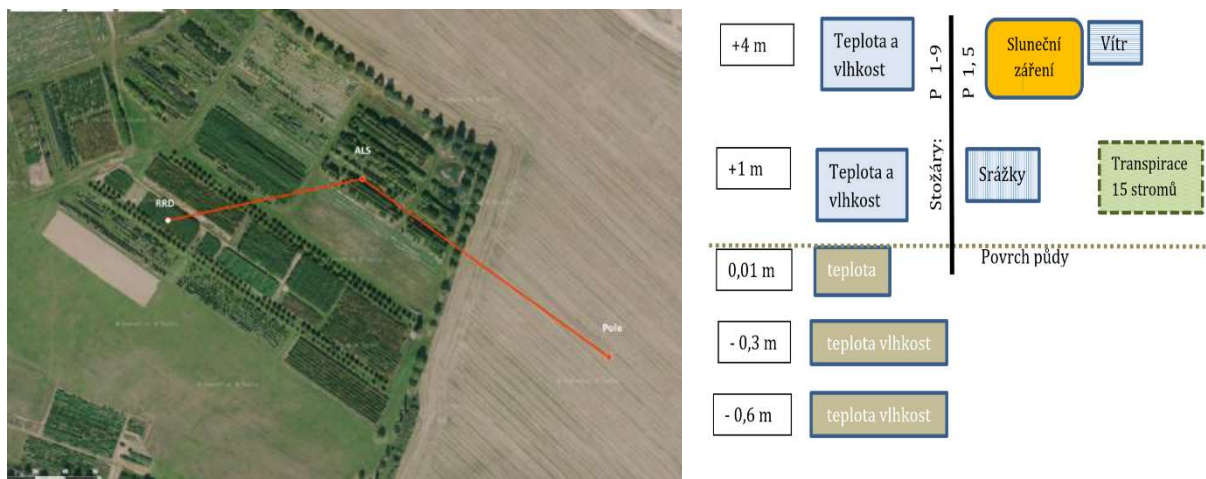 ALS
RRD
Pole
+4 m
Teplota a
vlhkost
P 1-9
P 1, 5
Sluneční
záření
Vítr
+1 m
Teplota a
vlhkost
Stožáry:
Srážky
Transpirace
15 stromů
Povrch půdy
0,01 m
teplota
- 0,3 m
teplota vlhkost
- 0,6 m
teplota vlhkost